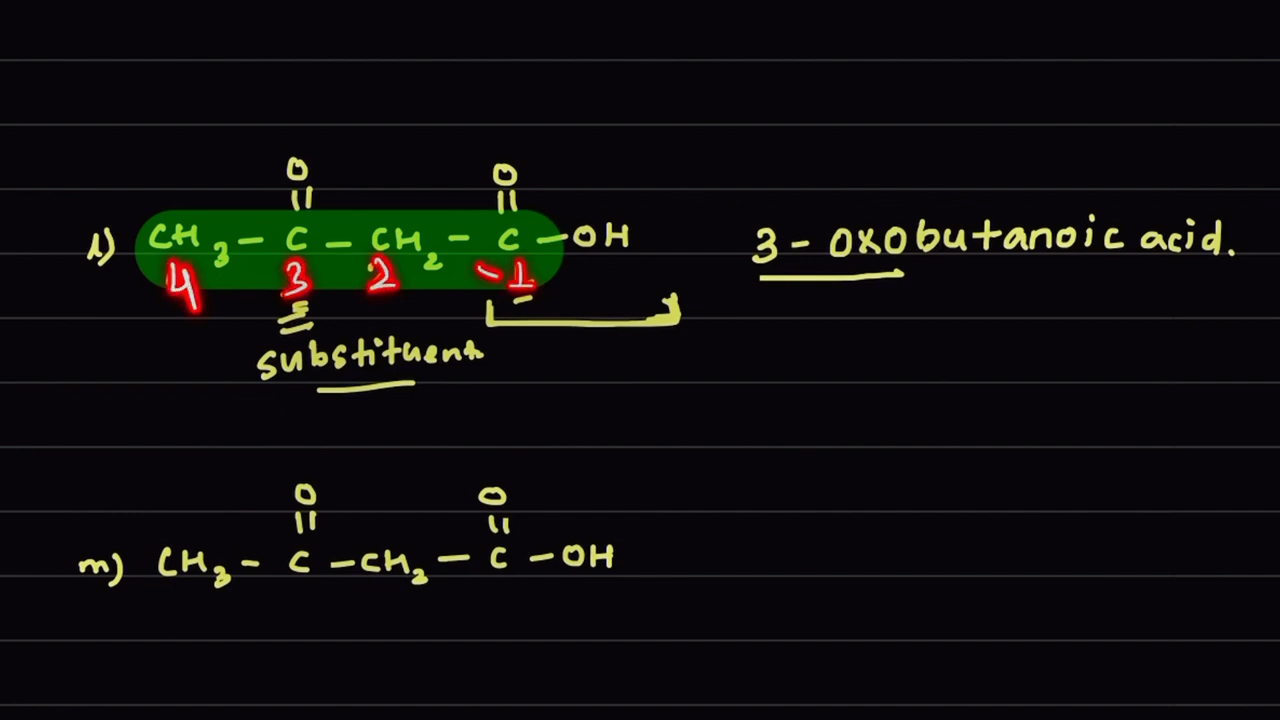 O O
|| ||
l) CH3 – C – CH2 – C – OH 3 - oxobutanoic acid.
4 3 2 -1
substituent
O O
|| ||
m) CH3 – C – CH2 – C – OH